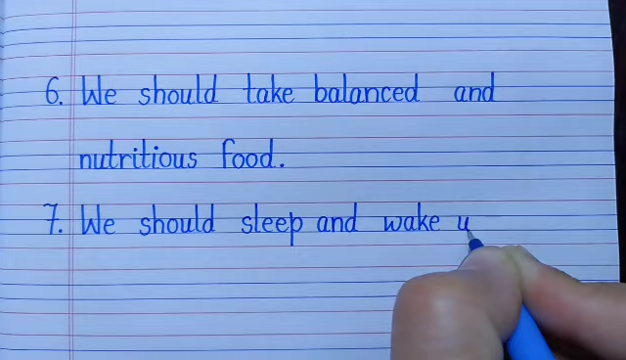 6. We should take balanced and
nutritious food.
7. We should sleep and wake u